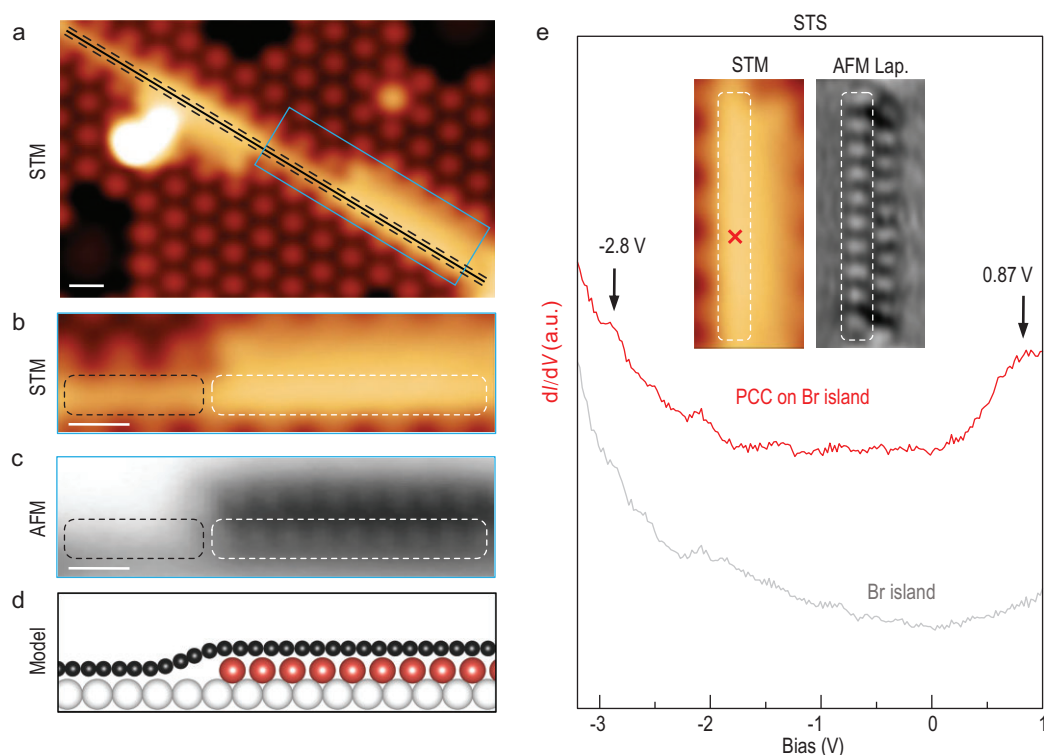 a
STM
b
STM
c
AFM
d
Model
e
STS
STM
AFM Lap.
-2.8 V
0.87 V
dI/dV (a.u.)
PCC on Br island
Br island
-3
-2
-1
0
1
Bias (V)